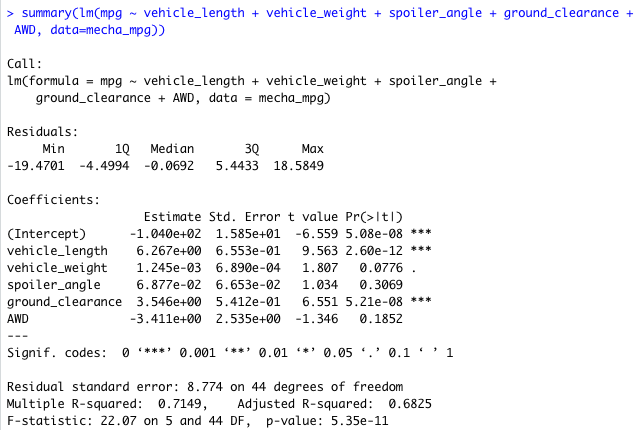 > summary(lm(mpg ~ vehicle_length + vehicle_weight + spoiler_angle + ground_clearance +
 AWD, data=mecha_mpg))

Call:
lm(formula = mpg ~ vehicle_length + vehicle_weight + spoiler_angle +
    ground_clearance + AWD, data = mecha_mpg)

Residuals:
     Min       1Q   Median       3Q      Max
-19.4701  -4.4994  -0.0692   5.4433  18.5849

Coefficients:
                   Estimate Std. Error t value Pr(>|t|)
(Intercept)      -1.040e+02  1.585e+01  -6.559 5.08e-08 ***
vehicle_length    6.267e+00  6.553e-01   9.563 2.60e-12 ***
vehicle_weight    1.245e-03  6.890e-04   1.807   0.0776 .
spoiler_angle     6.877e-02  6.653e-02   1.034   0.3069
ground_clearance  3.546e+00  5.412e-01   6.551 5.21e-08 ***
AWD              -3.411e+00  2.535e+00  -1.346   0.1852
---
Signif. codes:  0 ‘***’ 0.001 ‘**’ 0.01 ‘*’ 0.05 ‘.’ 0.1 ‘ ’ 1

Residual standard error: 8.774 on 44 degrees of freedom
Multiple R-squared:  0.7149,    Adjusted R-squared:  0.6825
F-statistic: 22.07 on 5 and 44 DF,  p-value: 5.35e-11